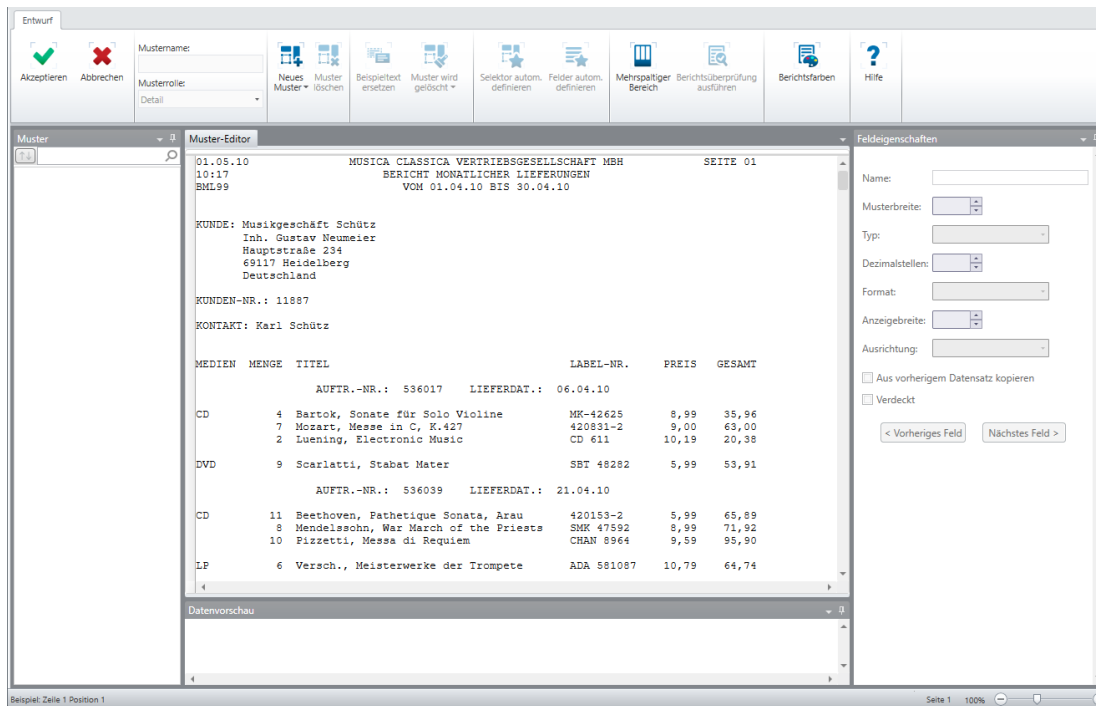 Entwurf
Akzeptieren
Abbrechen
Mustername:
Musterrolle:
Detail
Neues Muster
Muster löschen
Beispieltext ersetzen
Muster wird gelöscht
Selektor autom. definieren
Felder autom. definieren
Mehrspaltiger Bereich
Berichtsüberprüfung ausführen
Berichtsfarben
?
Hilfe
Muster
Muster-Editor
01.05.10 MUSICA CLASSICA VERTRIEBSGESELLSCHAFT MBH SEITE 01
10:17 BERICHT MONATLICHER LIEFERUNGEN
BML99 VOM 01.04.10 BIS 30.04.10
KUNDE: Musikgeschäft Schütz
Inh. Gustav Neumeier
Hauptstraße 234
69117 Heidelberg
Deutschland
KUNDEN-NR.: 11887
KONTAKT: Karl Schütz
MEDIEN MENGE TITEL LABEL-NR. PREIS GESAMT
AUFTR.-NR.: 536017 LIEFERDAT.: 06.04.10
CD 4 Bartok, Sonate für Solo Violine MK-42625 8,99 35,96
7 Mozart, Messe in C, K.427 420831-2 9,00 63,00
2 Luening, Electronic Music CD 611 10,19 20,38
DVD 9 Scarlatti, Stabat Mater SBT 48282 5,99 53,91
AUFTR.-NR.: 536039 LIEFERDAT.: 21.04.10
CD 11 Beethoven, Pathetique Sonata, Arau 420153-2 5,99 65,89
8 Mendelssohn, War March of the Priests SMK 47592 8,99 71,92
10 Pizzetti, Messa di Requiem CHAN 8964 9,59 95,90
LP 6 Versch., Meisterwerke der Trompete ADA 581087 10,79 64,74
Datenvorschau
Feldeigenschaften
Name:
Musterbreite:
Typ:
Dezimalstellen:
Format:
Anzeigebreite:
Ausrichtung:
Aus vorherigem Datensatz kopieren
Verdeckt
< Vorheriges Feld
Nächstes Feld >
Beispiel: Zeile 1 Position 1
Seite 1 100%